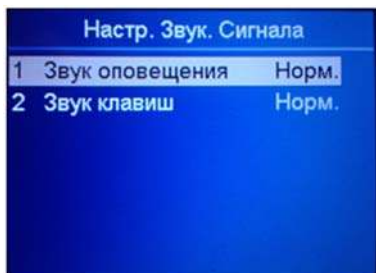 Настр. Звук. Сигнала
1 Звук оповещения Норм.
2 Звук клавиш Норм.